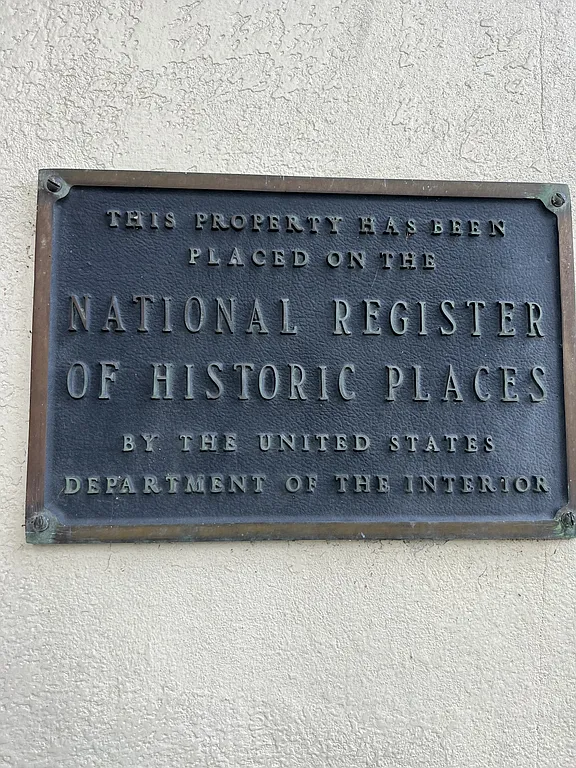 THIS PROPERTY HAS BEEN
PLACED ON THE
NATIONAL REGISTER
OF HISTORIC PLACES
BY THE UNITED STATES
DEPARTMENT OF THE INTERIOR